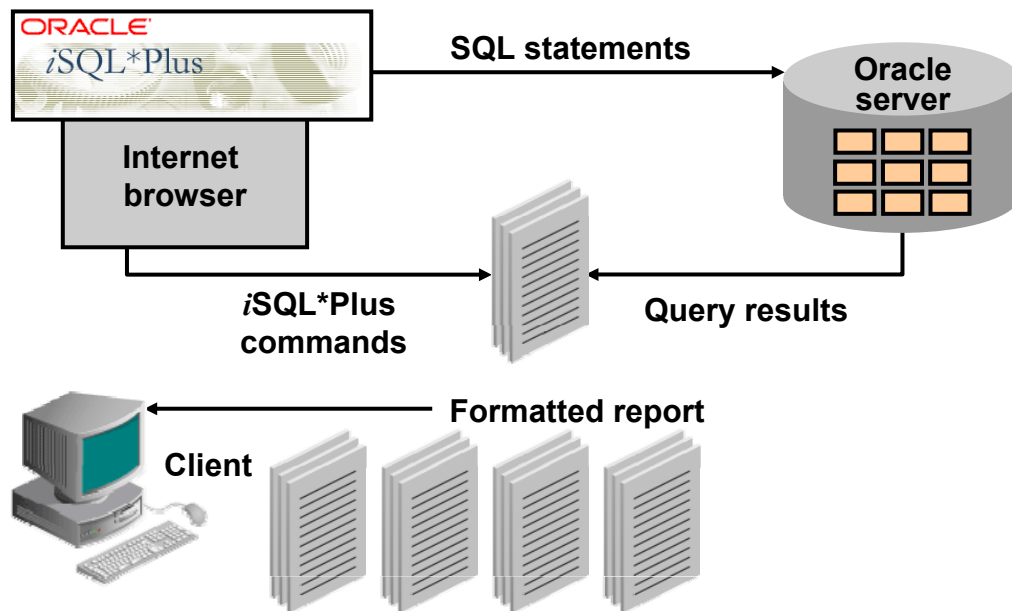 ORACLE'
iSQL*Plus
SQL statements
Oracle
server
Internet
browser
iSQL*Plus
commands
Query results
Formatted report
Client